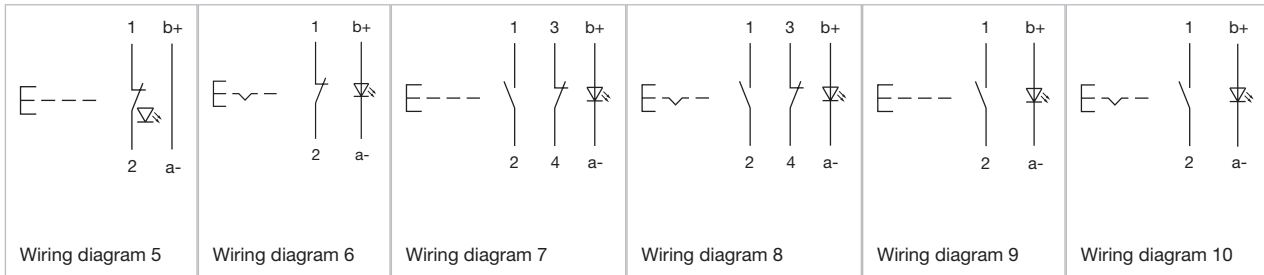 1 b+
2 a-
Wiring diagram 5
1 b+
2 a-
Wiring diagram 6
1 3 b+
2 4 a-
Wiring diagram 7
1 3 b+
2 4 a-
Wiring diagram 8
1 b+
2 a-
Wiring diagram 9
1 b+
2 a-
Wiring diagram 10